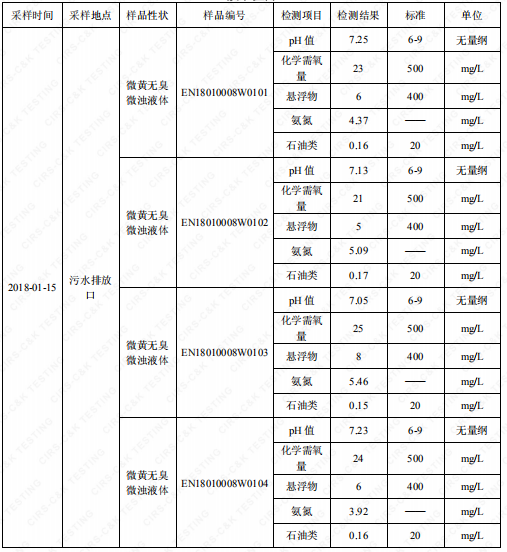 采样时间 采样地点 样品性状 样品编号 检测项目 检测结果 标准 单位
2018-01-15 污水排放口 微黄无臭微浊液体 EN18010008W0101 pH 值 7.25 6-9 无量纲
化学需氧量 23 500 mg/L
悬浮物 6 400 mg/L
氨氮 4.37 —— mg/L
石油类 0.16 20 mg/L
微黄无臭微浊液体 EN18010008W0102 pH 值 7.13 6-9 无量纲
化学需氧量 21 500 mg/L
悬浮物 5 400 mg/L
氨氮 5.09 —— mg/L
石油类 0.17 20 mg/L
微黄无臭微浊液体 EN18010008W0103 pH 值 7.05 6-9 无量纲
化学需氧量 25 500 mg/L
悬浮物 8 400 mg/L
氨氮 5.46 —— mg/L
石油类 0.15 20 mg/L
微黄无臭微浊液体 EN18010008W0104 pH 值 7.23 6-9 无量纲
化学需氧量 24 500 mg/L
悬浮物 6 400 mg/L
氨氮 3.92 —— mg/L
石油类 0.16 20 mg/L